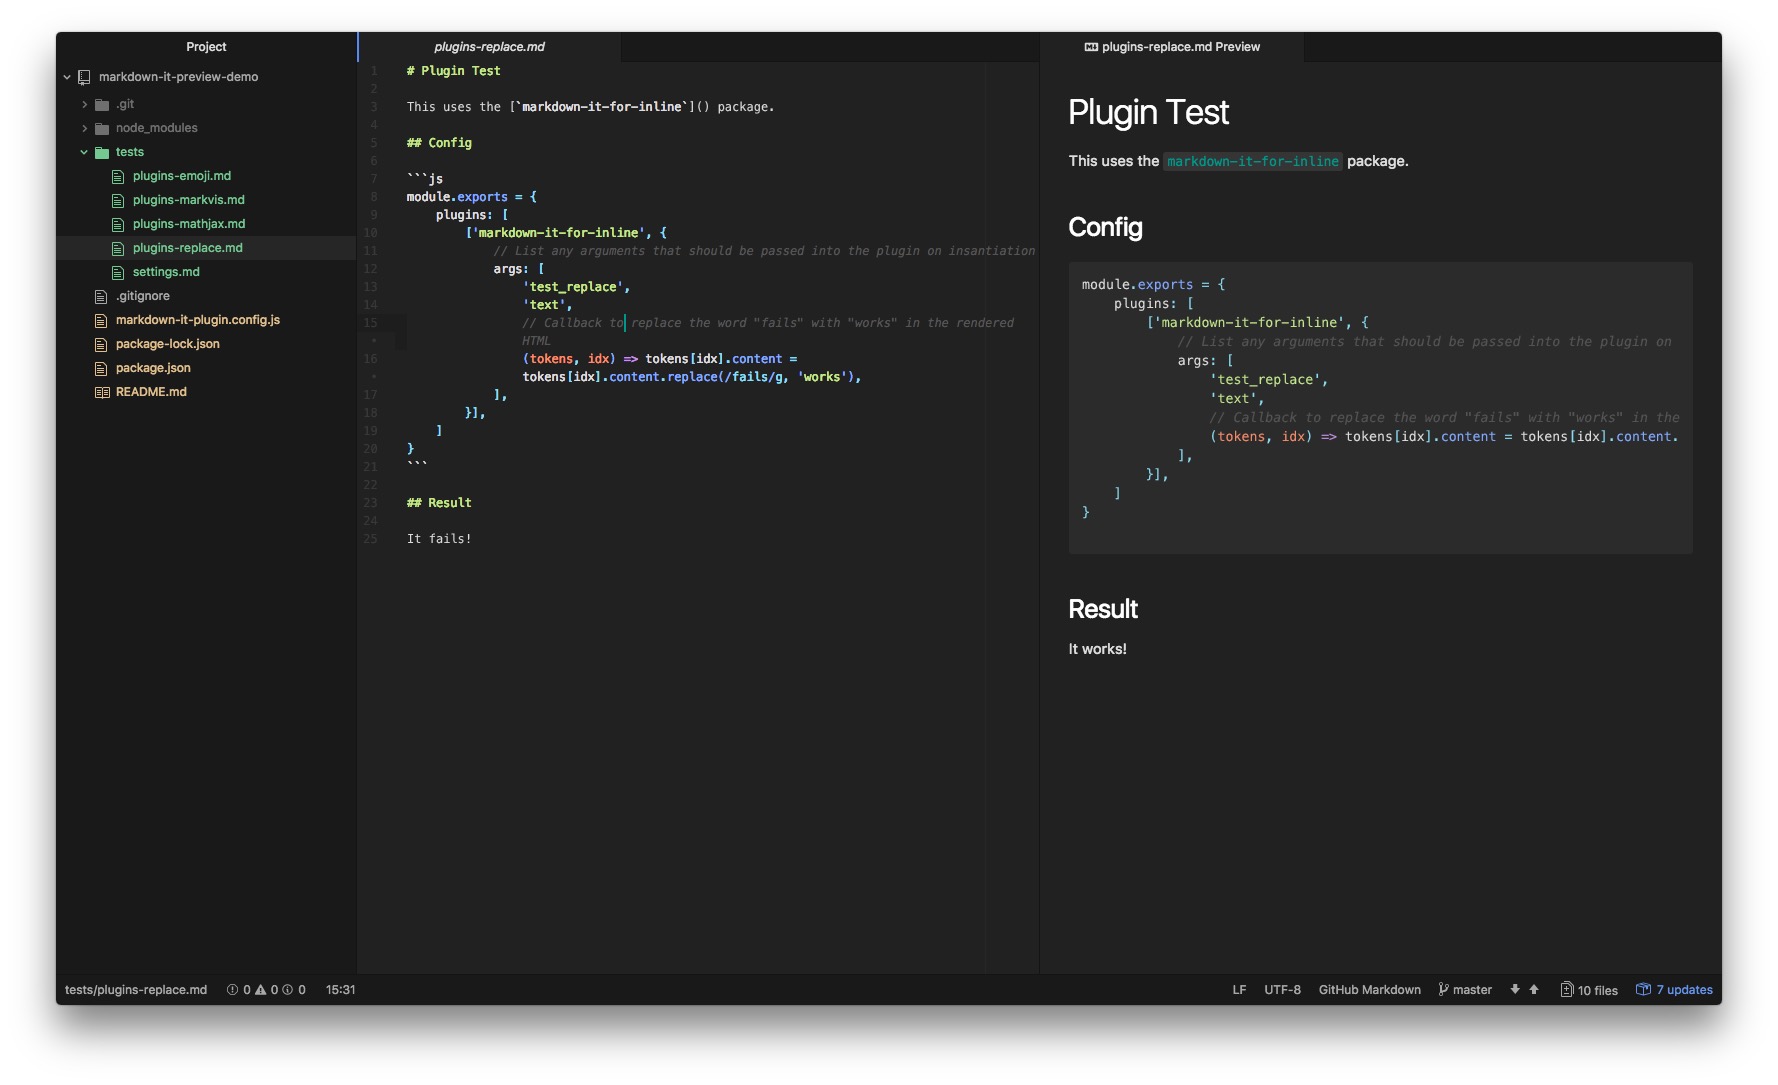 Project
markdown-it-preview-demo
.git
node_modules
tests
plugins-emoji.md
plugins-markvis.md
plugins-mathjax.md
plugins-replace.md
settings.md
.gitignore
markdown-it-plugin.config.js
package-lock.json
package.json
README.md
plugins-replace.md
1 # Plugin Test
2
3 This uses the [`markdown-it-for-inline`]() package.
4
5 ## Config
6
7 ```js
8 module.exports = {
9     plugins: [
10         ['markdown-it-for-inline', {
11             // List any arguments that should be passed into the plugin on insantiation
12             args: [
13                 'test_replace',
14                 'text',
15                 // Callback to replace the word "fails" with "works" in the rendered
• HTML
16                 (tokens, idx) => tokens[idx].content =
• tokens[idx].content.replace(/fails/g, 'works'),
17             ],
18         }],
19     ]
20 }
21 ```
22
23 ## Result
24
25 It fails!
plugins-replace.md Preview
Plugin Test
This uses the markdown-it-for-inline package.
Config
module.exports = {
    plugins: [
        ['markdown-it-for-inline', {
            // List any arguments that should be passed into the plugin on
            args: [
                'test_replace',
                'text',
                // Callback to replace the word "fails" with "works" in the
                (tokens, idx) => tokens[idx].content = tokens[idx].content.
            ],
        }],
    ]
}
Result
It works!
tests/plugins-replace.md 0 0 0 15:31
LF UTF-8 GitHub Markdown master 10 files 7 updates